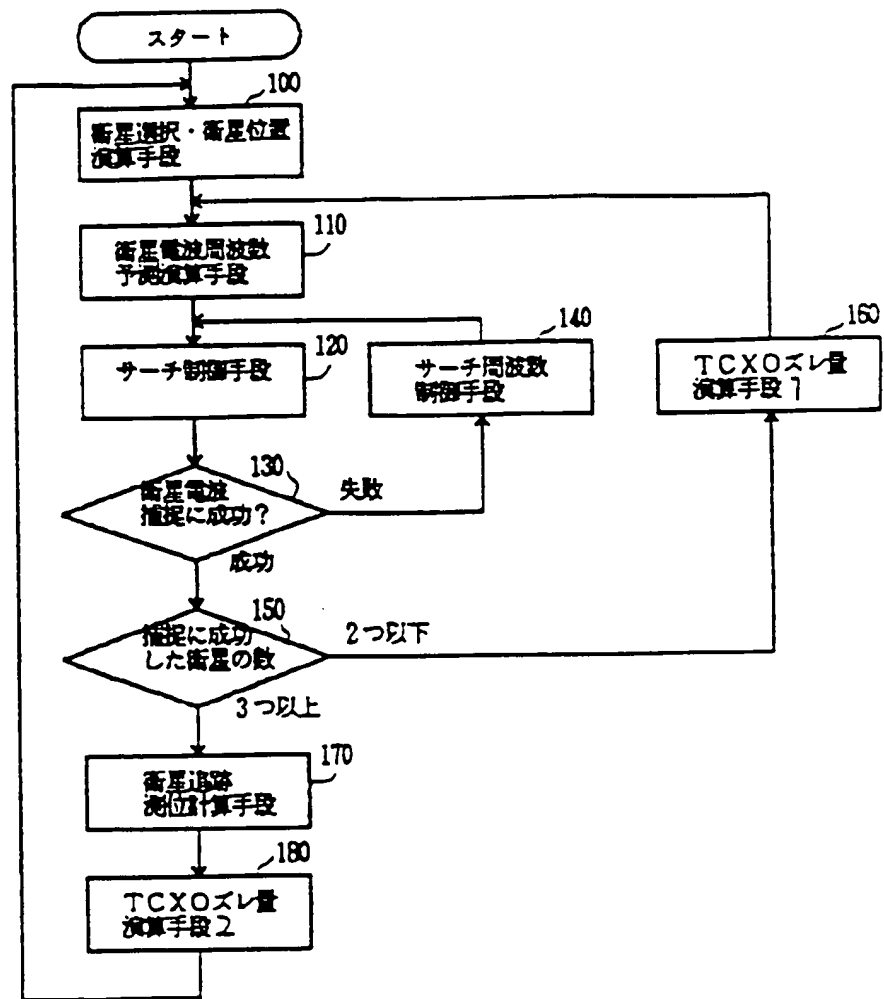 スタート
100
衛星選択・衛星位置
演算手段
110
衛星電波周波数
予測演算手段
120
サーチ制御手段
140
サーチ周波数
制御手段
160
TCXOズレ量
演算手段1
130
衛星電波
捕捉に成功?
失敗
成功
150
捕捉に成功
した衛星の数
2つ以下
3つ以上
170
衛星追跡
測位計算手段
180
TCXOズレ量
演算手段2